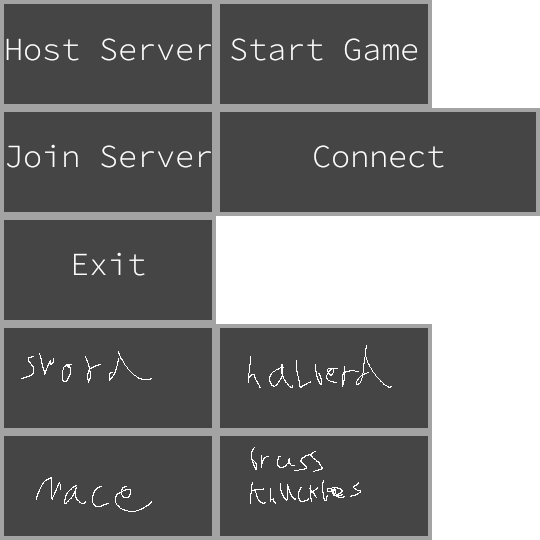 Host Server
Start Game
Join Server
Connect
Exit
sword
halberd
mace
brass
knuckles